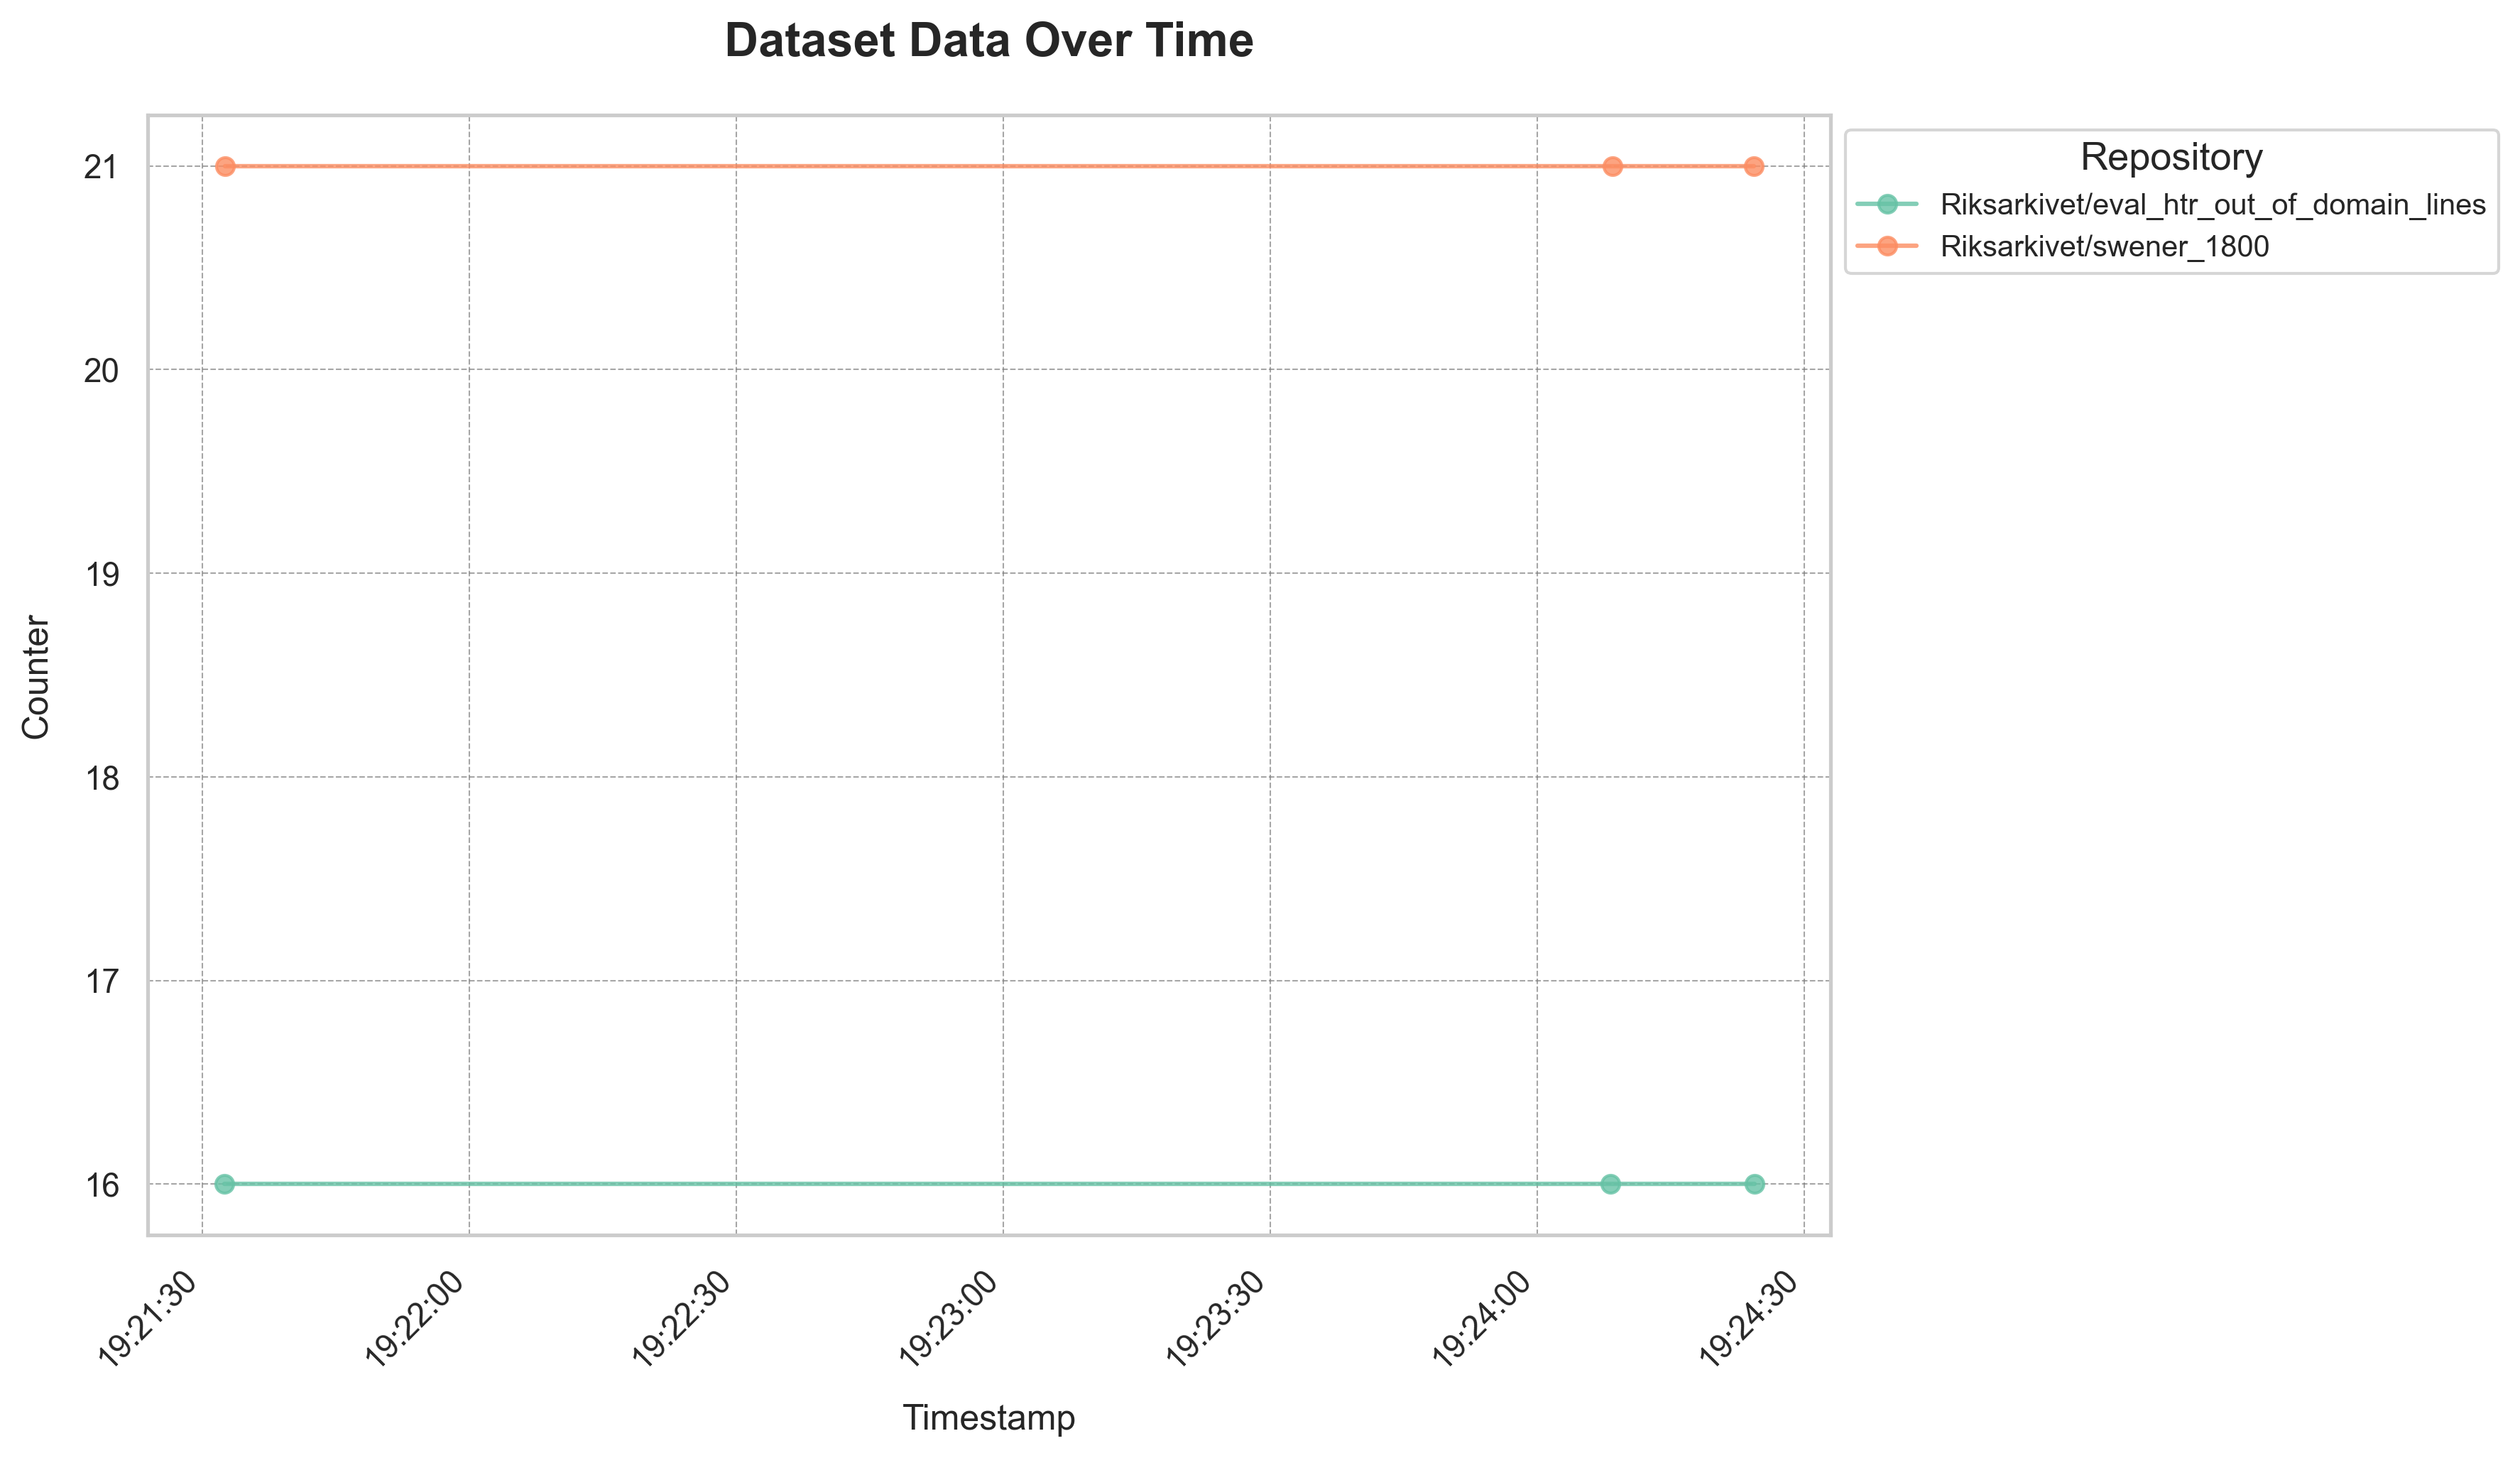 Dataset Data Over Time
Repository
Riksarkivet/eval_htr_out_of_domain_lines
Riksarkivet/swener_1800
Counter
21
20
19
18
17
16
19:21:30
19:22:00
19:22:30
19:23:00
19:23:30
19:24:00
19:24:30
Timestamp